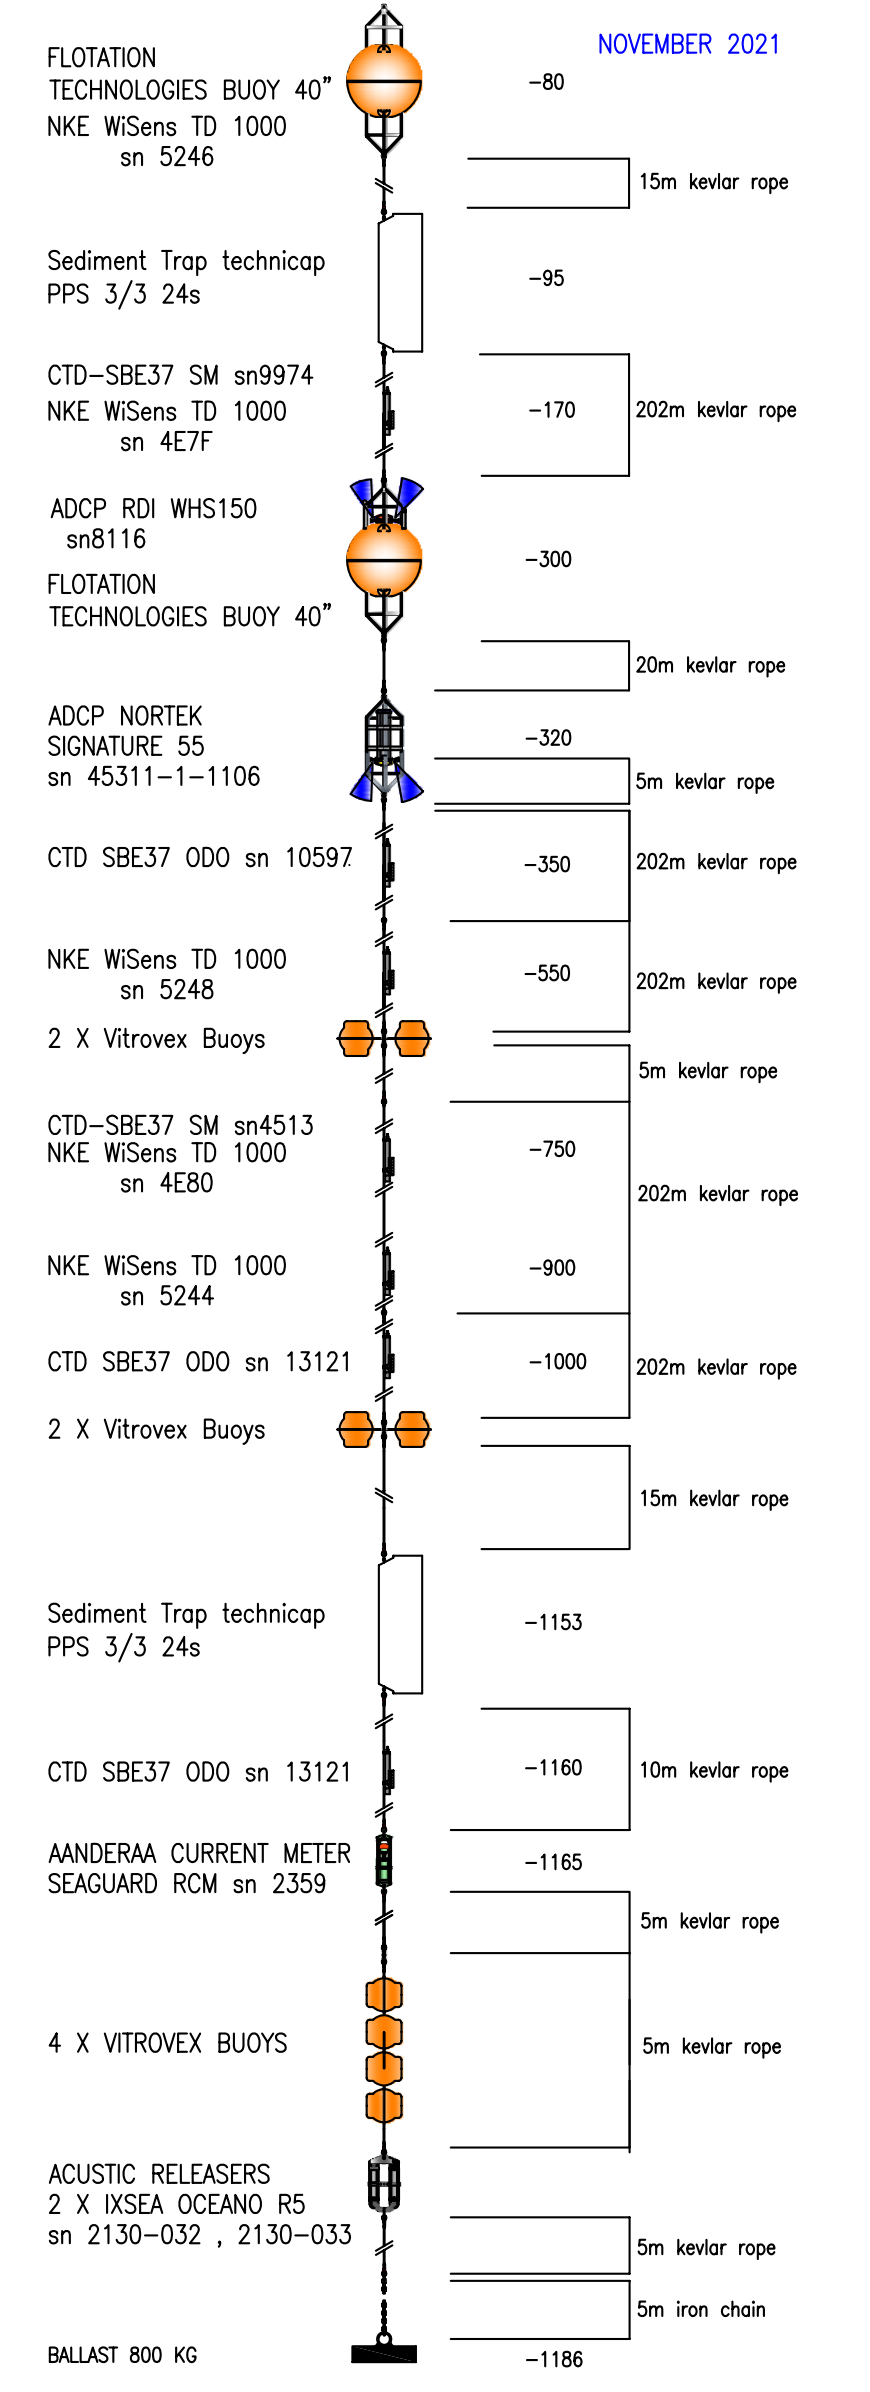 NOVEMBER 2021
FLOTATION
TECHNOLOGIES BUOY 40”
-80
NKE WiSens TD 1000
sn 5246
15m kevlar rope
Sediment Trap technicap
PPS 3/3 24s
-95
CTD-SBE37 SM sn9974
NKE WiSens TD 1000
sn 4E7F
-170
202m kevlar rope
ADCP RDI WHS150
sn8116
-300
FLOTATION
TECHNOLOGIES BUOY 40”
20m kevlar rope
ADCP NORTEK
SIGNATURE 55
sn 45311-1-1106
-320
5m kevlar rope
CTD SBE37 ODO sn 10597
-350
202m kevlar rope
NKE WiSens TD 1000
sn 5248
-550
202m kevlar rope
2 X Vitrovex Buoys
5m kevlar rope
CTD-SBE37 SM sn4513
NKE WiSens TD 1000
sn 4E80
-750
202m kevlar rope
NKE WiSens TD 1000
sn 5244
-900
CTD SBE37 ODO sn 13121
-1000
202m kevlar rope
2 X Vitrovex Buoys
15m kevlar rope
Sediment Trap technicap
PPS 3/3 24s
-1153
CTD SBE37 ODO sn 13121
-1160
10m kevlar rope
AANDERAA CURRENT METER
SEAGUARD RCM sn 2359
-1165
5m kevlar rope
4 X VITROVEX BUOYS
5m kevlar rope
ACUSTIC RELEASERS
2 X IXSEA OCEANO R5
sn 2130-032 , 2130-033
5m kevlar rope
5m iron chain
BALLAST 800 KG
-1186